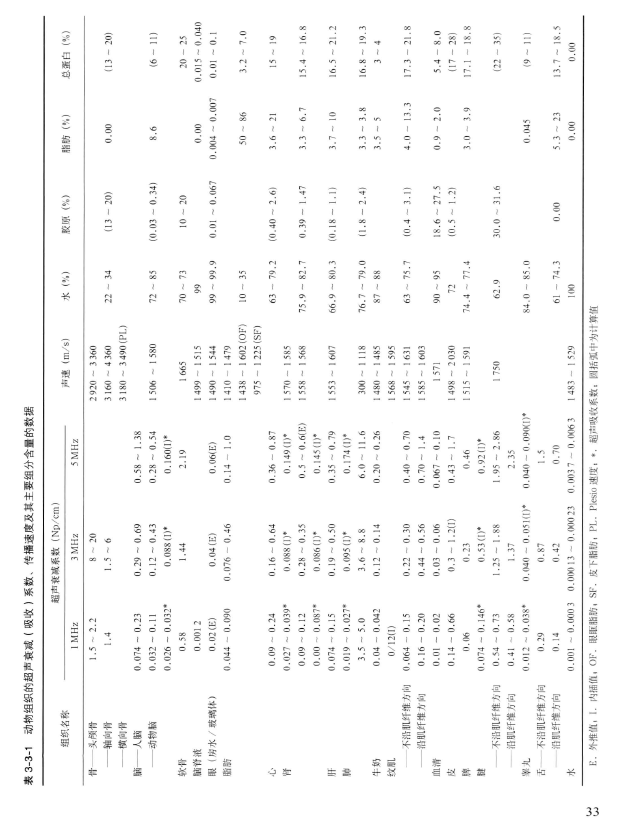 表 3-3-1 动物组织的超声衰减（吸收）系数、传播速度及其主要组分含量的数据
组织名称 超声衰减系数（Np/cm） 声速（m/s） 水（%） 胶原（%） 脂肪（%） 总蛋白（%）
1 MHz 3 MHz 5 MHz
骨——头颅骨 1.5 ~ 2.2 8 ~ 20 2 920 ~ 3 360
——轴向骨 1.4 1.5 ~ 6 3 160 ~ 4 360 22 ~ 34 (13 ~ 20) 0.00 (13 ~ 20)
——横向骨 3 180 ~ 3 490 (PL)
脑——人脑 0.074 ~ 0.23 0.29 ~ 0.69 0.58 ~ 1.38
——动物脑 0.032 ~ 0.11 0.12 ~ 0.43 0.28 ~ 0.54 1 506 ~ 1 580 72 ~ 85 (0.03 ~ 0.34) 8.6 (6 ~ 11)
0.026 ~ 0.032* 0.088(I)* 0.160(I)*
软骨 0.58 1.44 2.19 1 665 70 ~ 73 10 ~ 20 20 ~ 25
脑脊液 0.001 2 1 499 ~ 1 515 99 0.00 0.015 ~ 0.040
眼（房水 / 玻璃体） 0.02(E) 0.04(E) 0.06(E) 1 490 ~ 1 544 99 ~ 99.9 0.01 ~ 0.067 0.004 ~ 0.007 0.01 ~ 0.1
脂肪 0.044 ~ 0.090 0.076 ~ 0.46 0.14 ~ 1.0 1 410 ~ 1 479
1 438 ~ 1 602 (OF) 10 ~ 35 50 ~ 86 3.2 ~ 7.0
975 ~ 1 225 (SF)
心 0.09 ~ 0.24 0.16 ~ 0.64 0.36 ~ 0.87 63 ~ 79.2 (0.40 ~ 2.6) 3.6 ~ 21 15 ~ 19
肾 0.027 ~ 0.039* 0.088(I)* 0.149(I)* 1 570 ~ 1 585
0.09 ~ 0.12 0.28 ~ 0.35 0.5 ~ 0.6(E) 1 558 ~ 1 568 75.9 ~ 82.7 0.39 ~ 1.47 3.3 ~ 6.7 15.4 ~ 16.8
0.00 ~ 0.087* 0.086(I)* 0.145(I)*
肝 0.074 ~ 0.15 0.19 ~ 0.50 0.35 ~ 0.79 1 553 ~ 1 607 66.9 ~ 80.3 (0.18 ~ 1.1) 3.7 ~ 10 16.5 ~ 21.2
肺 0.019 ~ 0.027* 0.095(I)* 0.174(I)*
3.5 ~ 5.0 3.6 ~ 8.8 6.0 ~ 11.6 300 ~ 1 118 76.7 ~ 79.0 (1.8 ~ 2.4) 3.3 ~ 3.8 16.8 ~ 19.3
牛奶 0.04 ~ 0.042 0.12 ~ 0.14 0.20 ~ 0.26 1 480 ~ 1 485 87 ~ 88 3.5 ~ 5 3 ~ 4
纹肌 0/12(I) 1 568 ~ 1 595
——不沿肌纤维方向 0.064 ~ 0.15 0.22 ~ 0.30 0.40 ~ 0.70 1 545 ~ 1 631 63 ~ 75.7 (0.4 ~ 3.1) 4.0 ~ 13.3 17.3 ~ 21.8
——沿肌纤维方向 0.16 ~ 0.20 0.44 ~ 0.56 0.70 ~ 1.4 1 585 ~ 1 603
血清 0.01 ~ 0.02 0.03 ~ 0.06 0.067 ~ 0.10 1 571 90 ~ 95 18.6 ~ 27.5 0.9 ~ 2.0 5.4 ~ 8.0
皮 0.14 ~ 0.66 0.3 ~ 1.2(I) 0.43 ~ 1.7 1 498 ~ 2 030 72 (0.5 ~ 1.2) (17 ~ 28)
脾 0.06 0.23 0.46 1 515 ~ 1 591 74.4 ~ 77.4 3.0 ~ 3.9 17.1 ~ 18.8
腱 0.074 ~ 0.146* 0.53(I)* 0.92(I)*
——不沿肌纤维方向 0.54 ~ 0.73 1.25 ~ 1.88 1.95 ~ 2.86 1 750 62.9 30.0 ~ 31.6 (22 ~ 35)
——沿肌纤维方向 0.41 ~ 0.58 1.37 2.35
睾丸 0.012 ~ 0.038* 0.040 ~ 0.051(I)* 0.040 ~ 0.090(I)* 84.0 ~ 85.0 0.045 (9 ~ 11)
舌——不沿肌纤维方向 0.29 0.87 1.5
——沿肌纤维方向 0.14 0.42 0.70 61 ~ 74.3 0.00 5.3 ~ 23 13.7 ~ 18.5
水 0.001 ~ 0.000 3 0.000 13 ~ 0.000 23 0.003 7 ~ 0.006 3 1 483 ~ 1 529 100 0.00 0.00
E. 外推值；I. 内插值；OF. 眼眶脂肪；SF. 皮下脂肪；PL. Plesio 速度；*. 超声吸收系数；圆括弧中为计算值
33